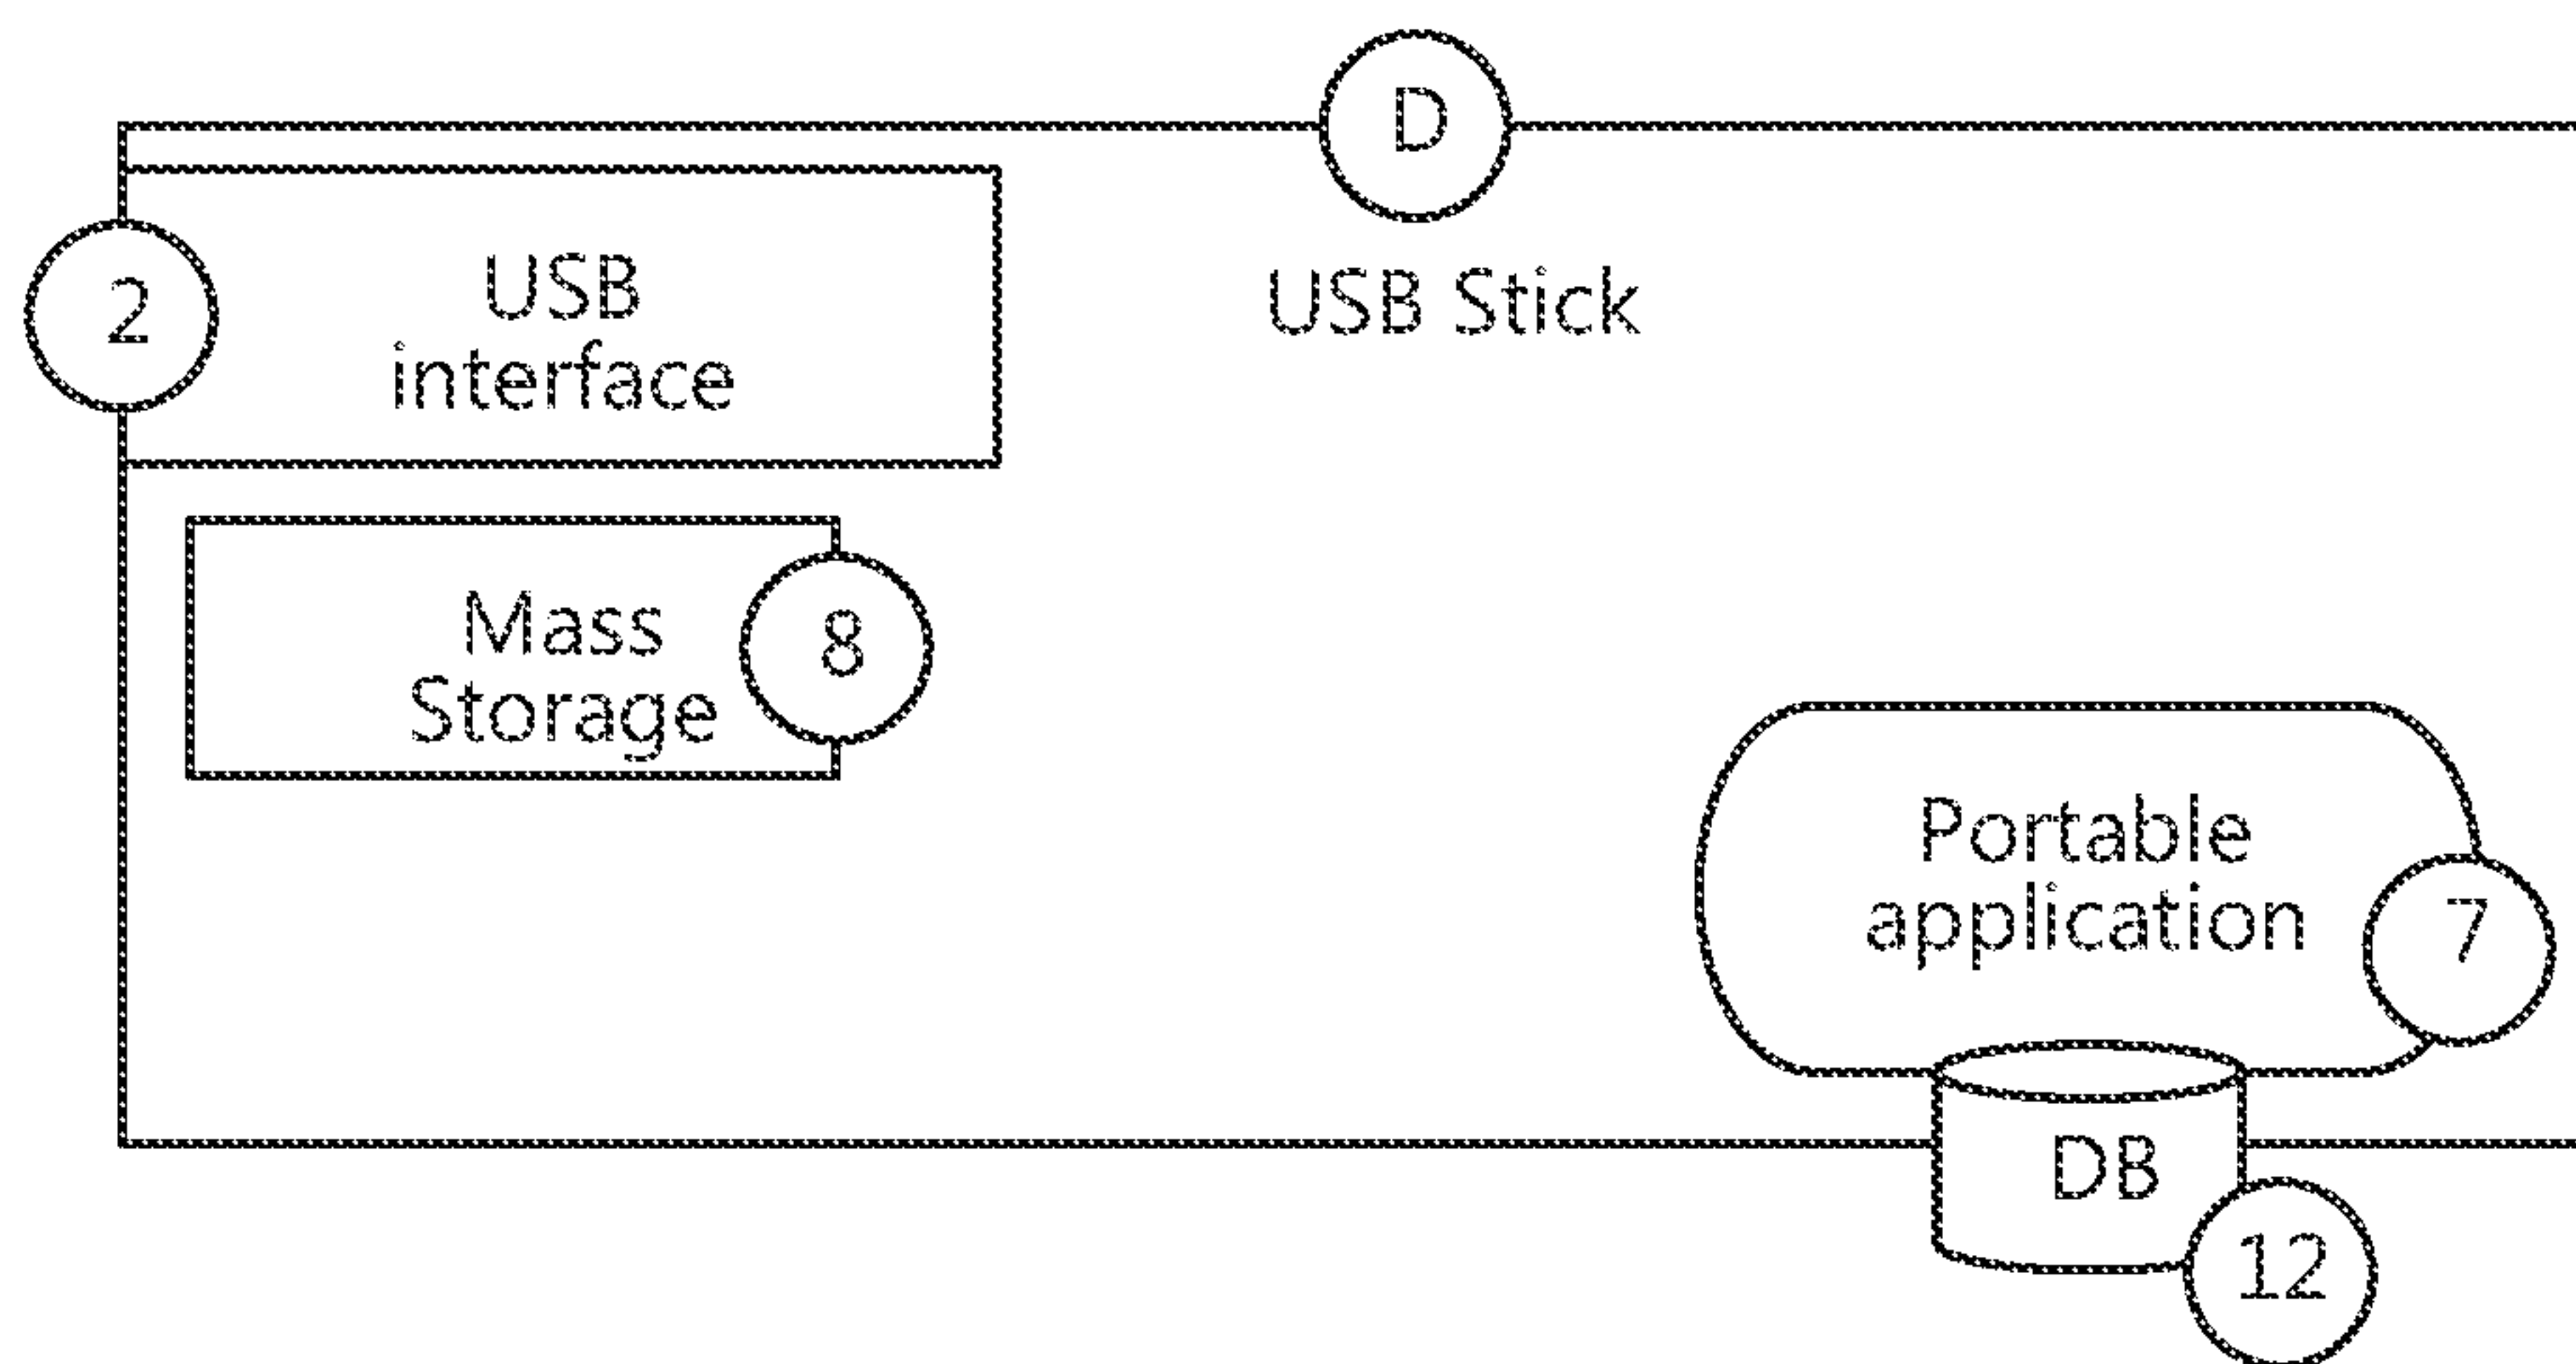 D
USB Stick
2
USB
interface
Mass
Storage
8
Portable
application
7
DB
12